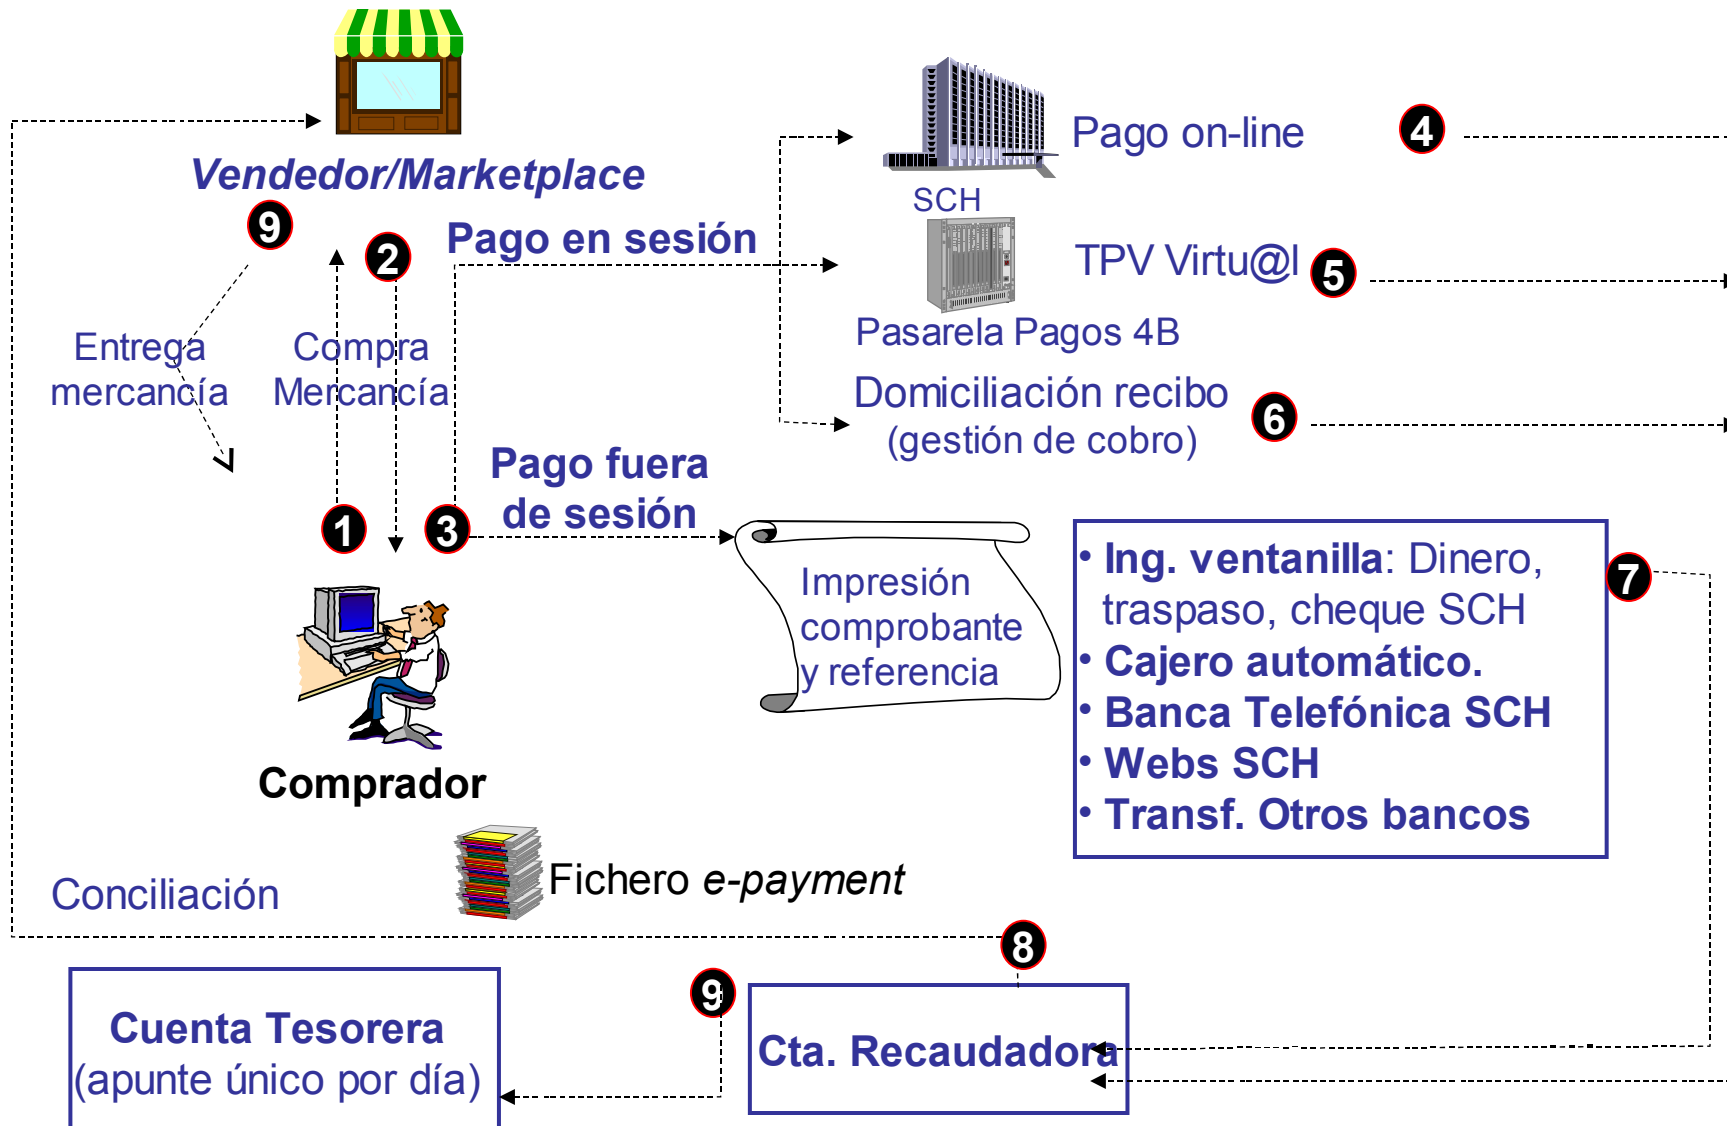 Vendedor/Marketplace
9
2
Pago en sesión
SCH
Pago on-line
4
TPV Virtu@l
5
Pasarela Pagos 4B
Domiciliación recibo
(gestión de cobro)
6
Entrega
mercancía
Compra
Mercancía
1
3
Pago fuera
de sesión
Impresión
comprobante
y referencia
• Ing. ventanilla: Dinero,
traspaso, cheque SCH
• Cajero automático.
• Banca Telefónica SCH
• Webs SCH
• Transf. Otros bancos
7
Comprador
Fichero e-payment
Conciliación
8
9
Cuenta Tesorera
(apunte único por día)
Cta. Recaudadora